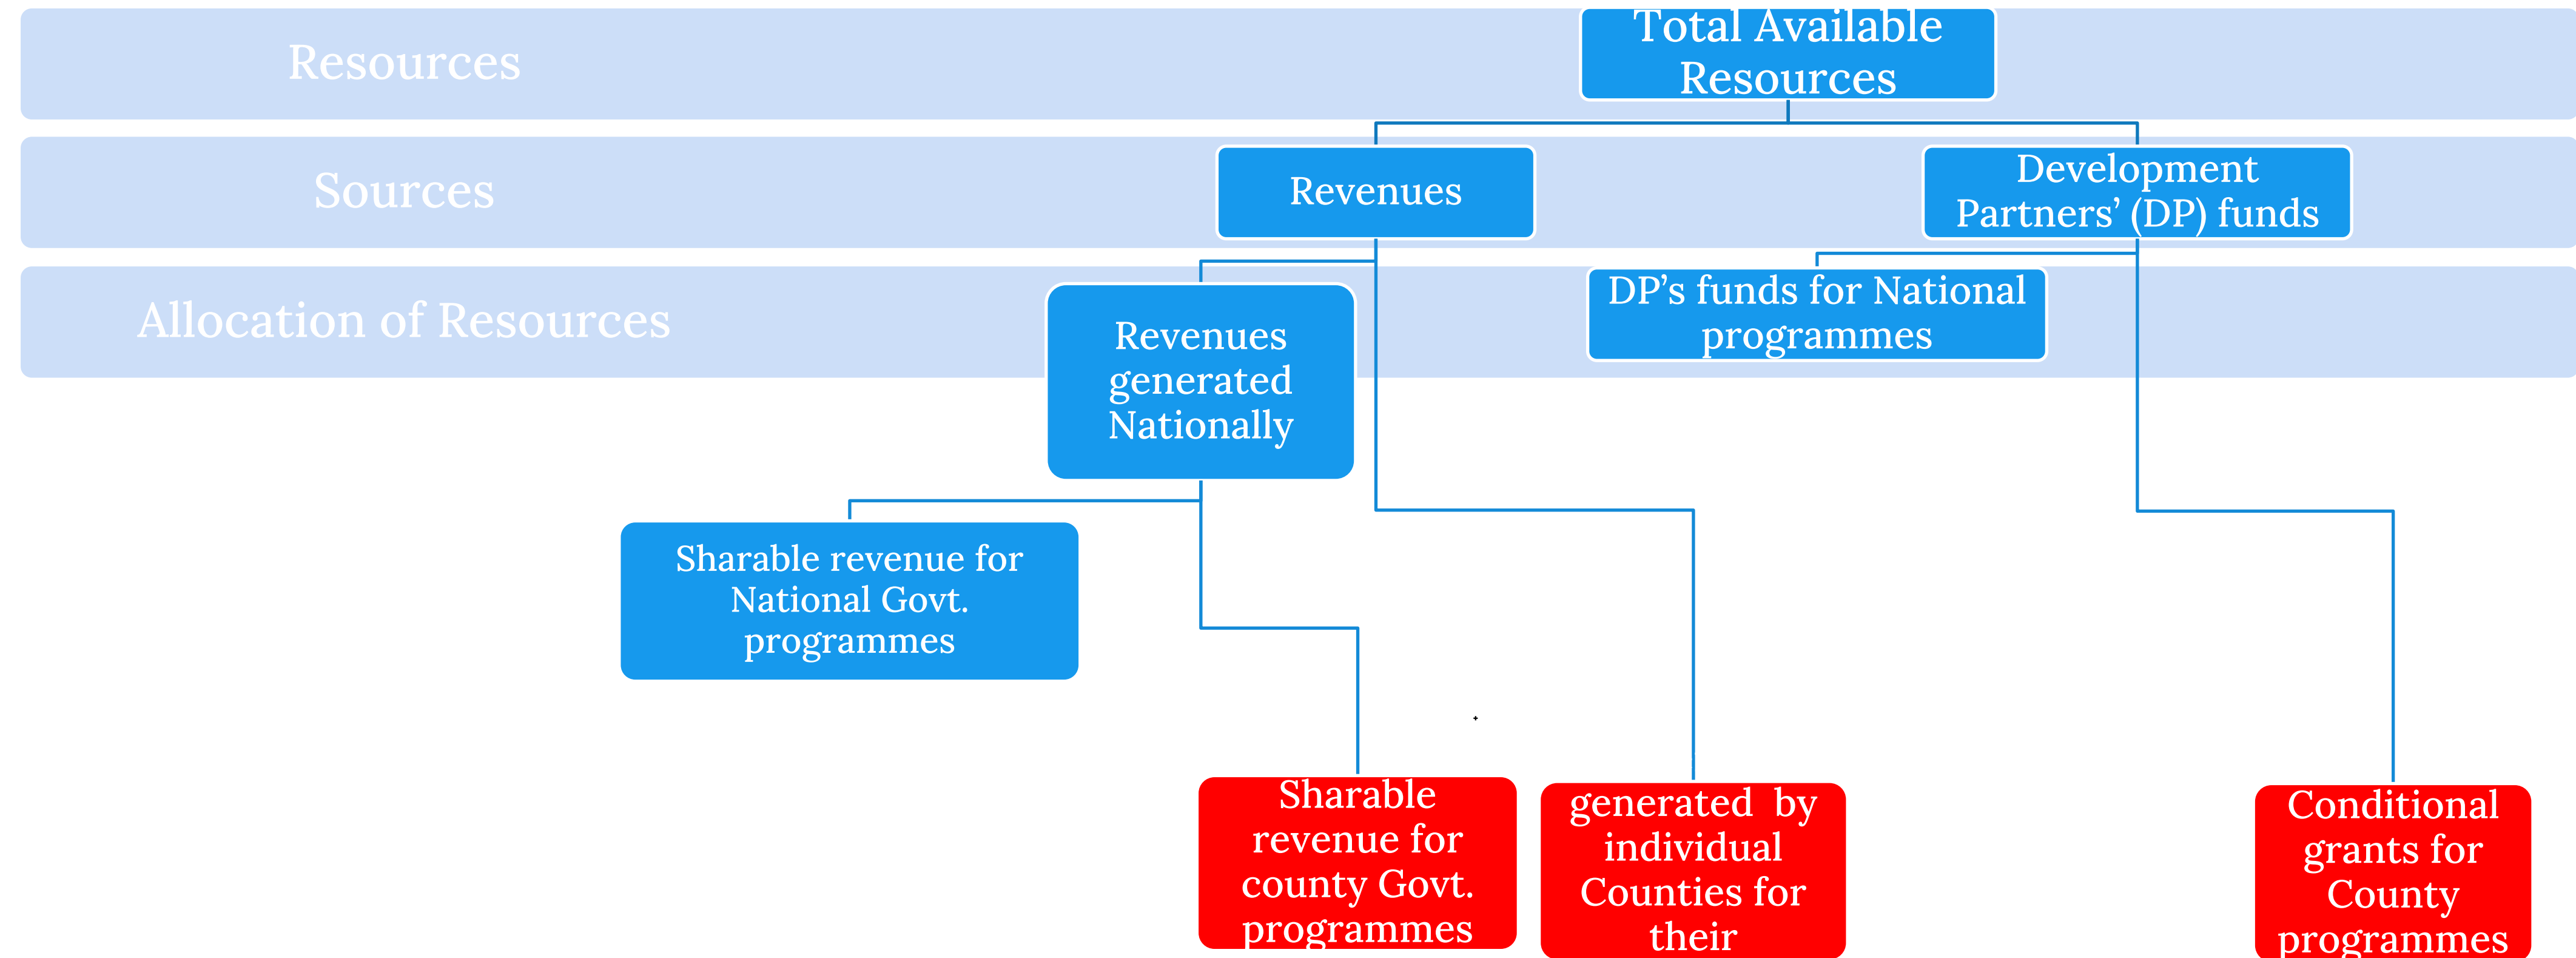 Resources
Total Available
Resources
Sources
Revenues
Development
Partners’ (DP) funds
Allocation of Resources
DP’s funds for National
programmes
Revenues
generated
Nationally
Sharable revenue for
National Govt.
programmes
Sharable
revenue for
county Govt.
programmes
generated by
individual
Counties for
their
Conditional
grants for
County
programmes